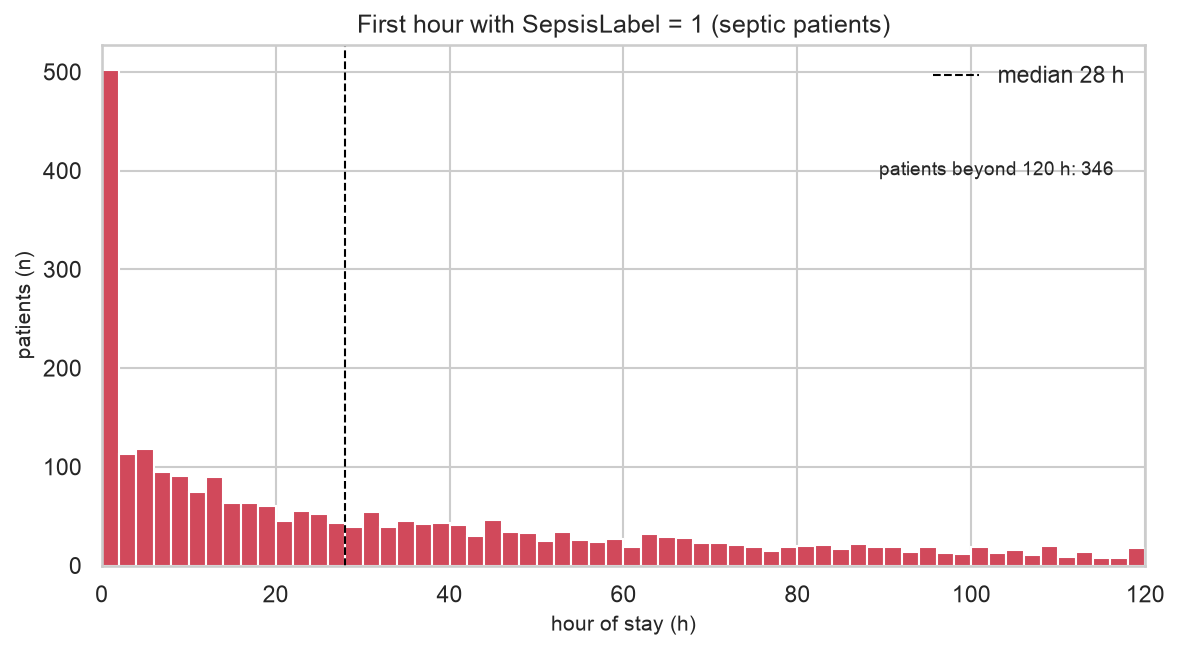 First hour with SepsisLabel = 1 (septic patients)
median 28 h
patients beyond 120 h: 346
patients (n)
500
400
300
200
100
0
0 20 40 60 80 100 120
hour of stay (h)